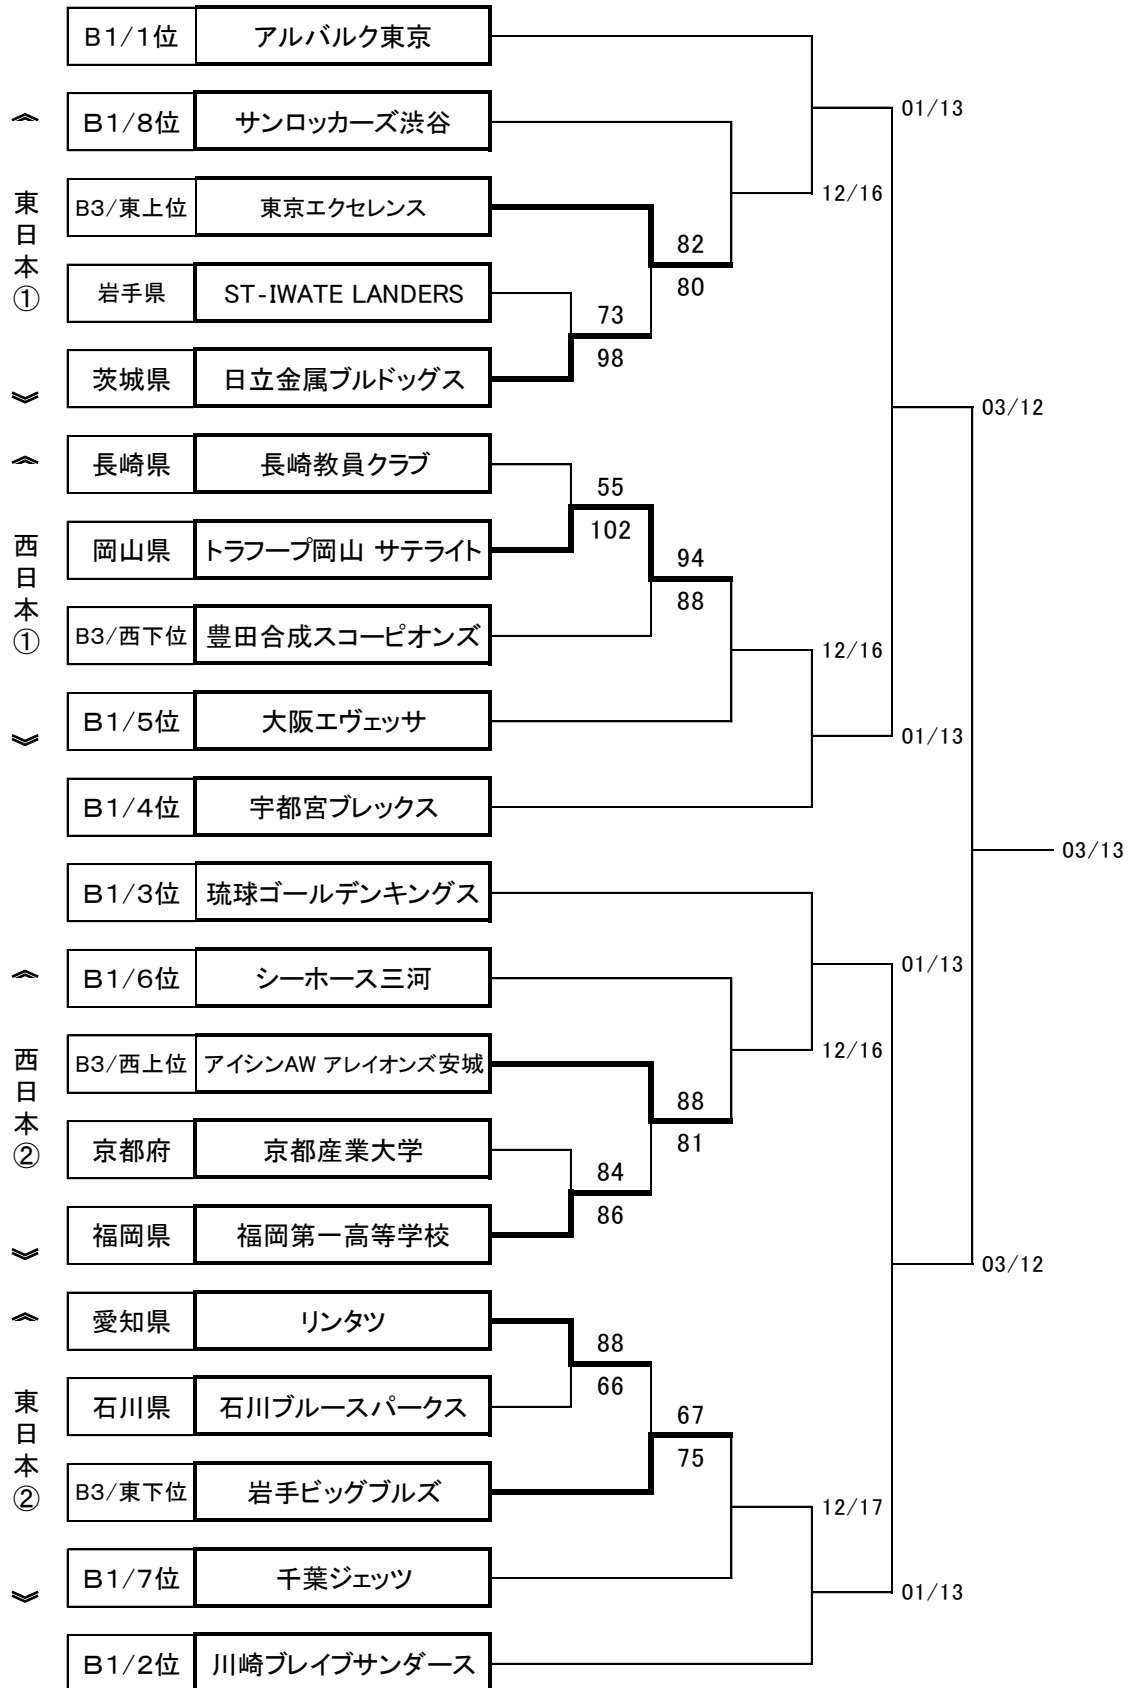 B1/1位 アルバルク東京
01/13
B1/8位 サンロッカーズ渋谷
12/16
東日本①
B3/東上位 東京エクセレンス
82
80
岩手県 ST-IWATE LANDERS
73
98
茨城県 日立金属ブルドッグス
03/12
長崎県 長崎教員クラブ
55
102
西日本①
岡山県 トラフープ岡山 サテライト
94
88
B3/西下位 豊田合成スコーピオンズ
12/16
B1/5位 大阪エヴェッサ
01/13
B1/4位 宇都宮ブレックス
03/13
B1/3位 琉球ゴールデンキングス
01/13
B1/6位 シーホース三河
12/16
西日本②
B3/西上位 アイシンAW アレイオンズ安城
88
81
京都府 京都産業大学
84
86
福岡県 福岡第一高等学校
03/12
愛知県 リンタツ
88
66
東日本②
石川県 石川ブルースパークス
67
75
B3/東下位 岩手ビッグブルズ
12/17
B1/7位 千葉ジェッツ
01/13
B1/2位 川崎ブレイブサンダース